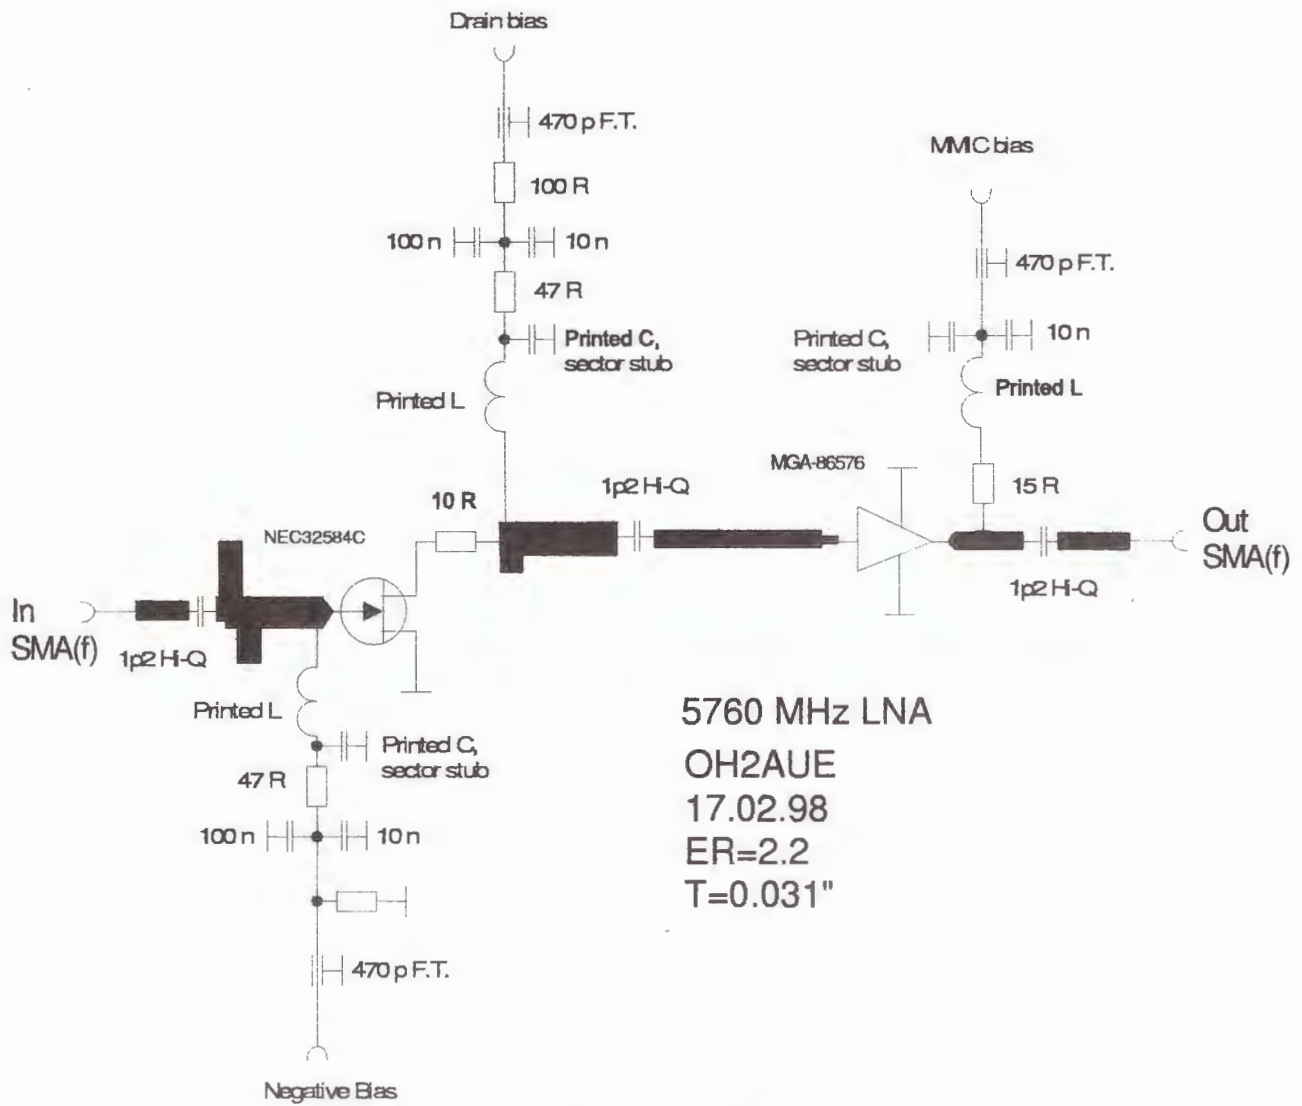 Drain bias
470 p F.T.
100 R
100 n
10 n
47 R
Printed C,
sector stub
Printed L
MMIC bias
470 p F.T.
Printed C,
sector stub
10 n
Printed L
MGA-86576
15 R
1p2 Hi-Q
10 R
NEC32584C
Out
SMA(f)
1p2 Hi-Q
In
SMA(f)
1p2 Hi-Q
Printed L
Printed C,
sector stub
47 R
100 n
10 n
470 p F.T.
Negative Bias
5760 MHz LNA
OH2AUE
17.02.98
ER=2.2
T=0.031"